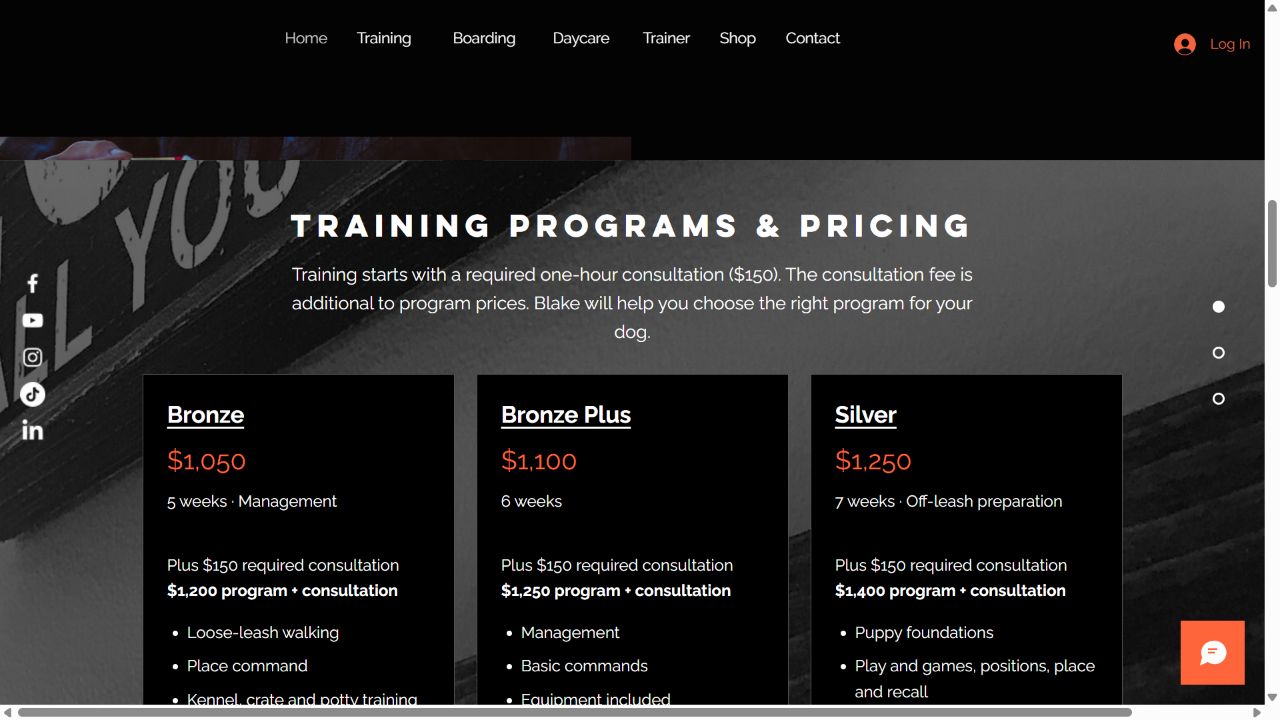 Home Training Boarding Daycare Trainer Shop Contact
Log In
ALL YOU
TRAINING PROGRAMS & PRICING
Training starts with a required one-hour consultation ($150). The consultation fee is
additional to program prices. Blake will help you choose the right program for your
dog.
Bronze
$1,050
5 weeks · Management
Plus $150 required consultation
$1,200 program + consultation
Loose-leash walking
Place command
Kennel, crate and potty training
Bronze Plus
$1,100
6 weeks
Plus $150 required consultation
$1,250 program + consultation
Management
Basic commands
Equipment included
Silver
$1,250
7 weeks · Off-leash preparation
Plus $150 required consultation
$1,400 program + consultation
Puppy foundations
Play and games, positions, place
and recall